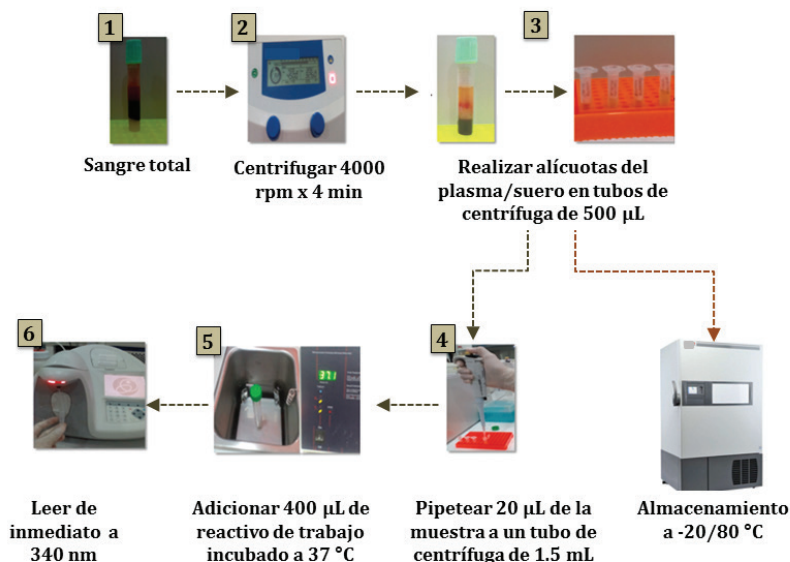 1
2
3
Sangre total
Centrifugar 4000
rpm x 4 min
Realizar alícuotas del
plasma/suero en tubos de
centrífuga de 500 µL
6
5
4
37.1
Leer de
inmediato a
340 nm
Adicionar 400 µL de
reactivo de trabajo
incubado a 37 °C
Pipetear 20 µL de la
muestra a un tubo de
centrífuga de 1.5 mL
Almacenamiento
a -20/80 °C